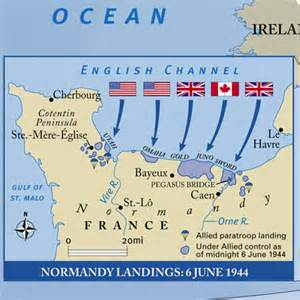 OCEAN
IRELAN
ENGLISH CHANNEL
Cherbourg
Cotentin
Peninsula
Ste.-Mère-Église
UTAH
OMAHA
GOLD
JUNO
SWORD
Le
Havre
Bayeux
PEGASUS BRIDGE
Caen
GULF OF
ST. MALO
Vire R.
St.-Lô
Normandy
Orne R.
FRANCE
0
20mi
Allied paratroop landing
Under Allied control as
of midnight 6 June 1944
NORMANDY LANDINGS: 6 JUNE 1944